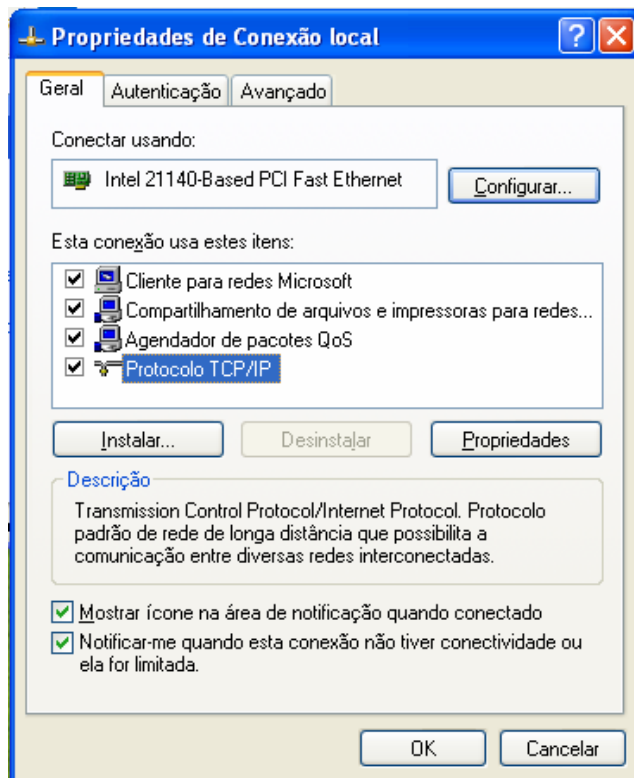 Propriedades de Conexão local
Geral Autenticação Avançado
Conectar usando:
Intel 21140-Based PCI Fast Ethernet Configurar...
Esta conexão usa estes itens:
Cliente para redes Microsoft
Compartilhamento de arquivos e impressoras para redes...
Agendador de pacotes QoS
Protocolo TCP/IP
Instalar... Desinstalar Propriedades
Descrição
Transmission Control Protocol/Internet Protocol. Protocolo
padrão de rede de longa distância que possibilita a
comunicação entre diversas redes interconectadas.
Mostrar ícone na área de notificação quando conectado
Notificar-me quando esta conexão não tiver conectividade ou
ela for limitada.
OK Cancelar